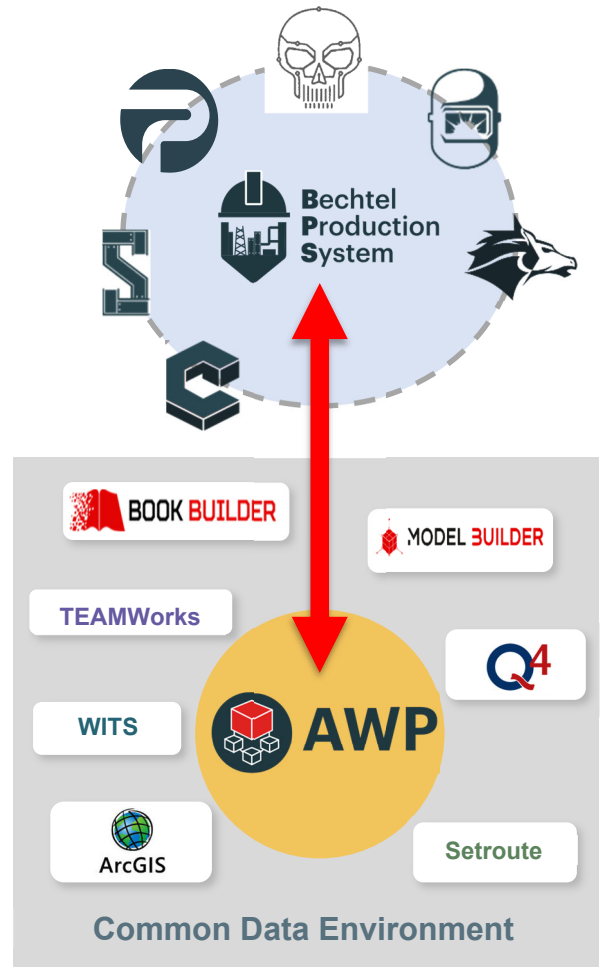 Bechtel
Production
System
BOOK BUILDER
MODEL BUILDER
TEAMWorks
Q4
WITS
AWP
ArcGIS
Setroute
Common Data Environment